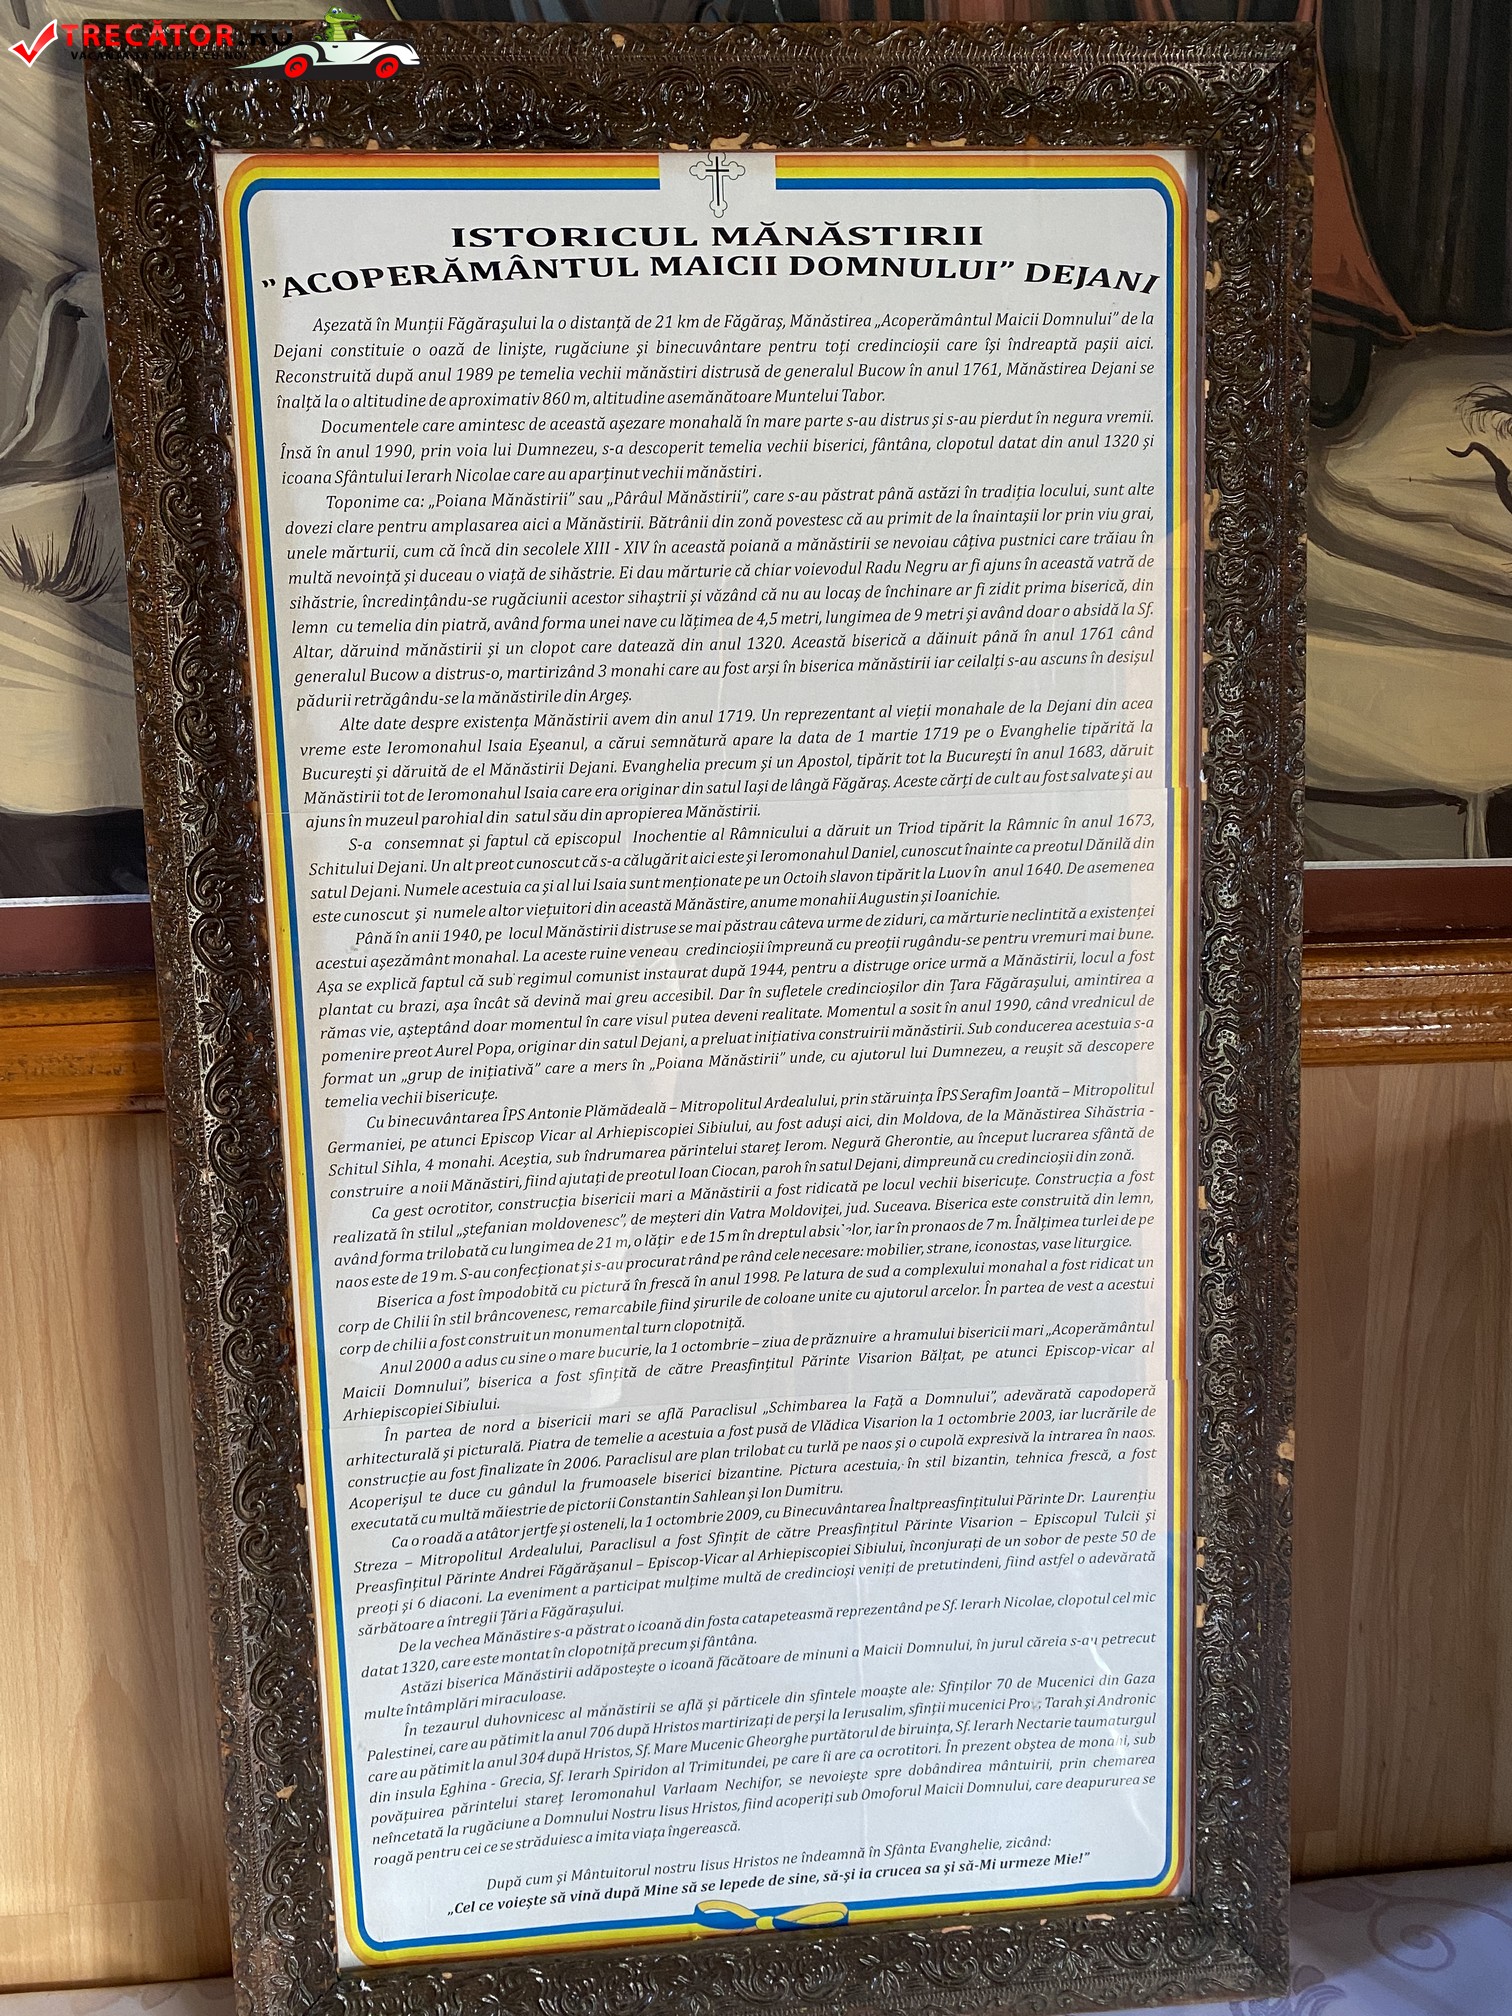 TRECĂTOR.RO
ISTORICUL MĂNĂSTIRII
”ACOPERĂMÂNTUL MAICII DOMNULUI” DEJANI
Așezată în Munții Făgărașului la o distanță de 21 km de Făgăraș, Mănăstirea „Acoperământul Maicii Domnului” de la
Dejani constituie o oază de liniște, rugăciune și binecuvântare pentru toți credincioșii care își îndreaptă pașii aici.
Reconstruită după anul 1989 pe temelia vechii mănăstiri distrusă de generalul Bucow în anul 1761, Mănăstirea Dejani se
înalță la o altitudine de aproximativ 860 m, altitudine asemănătoare Muntelui Tabor.
Documentele care amintesc de această așezare monahală în mare parte s-au distrus și s-au pierdut în negura vremii.
Însă în anul 1990, prin voia lui Dumnezeu, s-a descoperit temelia vechii biserici, fântâna, clopotul datat din anul 1320 și
icoana Sfântului Ierarh Nicolae care au aparținut vechii mănăstiri.
Toponime ca: „Poiana Mănăstirii” sau „Pârâul Mănăstirii”, care s-au păstrat până astăzi în tradiția locului, sunt alte
dovezi clare pentru amplasarea aici a Mănăstirii. Bătrânii din zonă povestesc că au primit de la înaintașii lor prin viu grai,
unele mărturii, cum că încă din secolele XIII - XIV în această poiană a mănăstirii se nevoiau câțiva pustnici care trăiau în
multă nevoință și duceau o viață de sihăstrie. Ei dau mărturie că chiar voievodul Radu Negru ar fi ajuns în această vatră de
sihăstrie, încredințându-se rugăciunii acestor sihaștrii și văzând că nu au locaș de închinare ar fi zidit prima biserică, din
lemn cu temelia din piatră, având forma unei nave cu lățimea de 4,5 metri, lungimea de 9 metri și având doar o absidă la Sf.
Altar, dăruind mănăstirii și un clopot care datează din anul 1320. Această biserică a dăinuit până în anul 1761 când
generalul Bucow a distrus-o, martirizând 3 monahi care au fost arși în biserica mănăstirii iar ceilalți s-au ascuns în desișul
pădurii retrăgându-se la mănăstirile din Argeș.
Alte date despre existența Mănăstirii avem din anul 1719. Un reprezentant al vieții monahale de la Dejani din acea
vreme este Ieromonahul Isaia Eșeanul, a cărui semnătură apare la data de 1 martie 1719 pe o Evanghelie tipărită la
București și dăruită de el Mănăstirii Dejani. Evanghelia precum și un Apostol, tipărit tot la București în anul 1683, dăruit
Mănăstirii tot de Ieromonahul Isaia care era originar din satul Iași de lângă Făgăraș. Aceste cărți de cult au fost salvate și au
ajuns în muzeul parohial din satul său din apropierea Mănăstirii.
S-a consemnat și faptul că episcopul Inochentie al Râmnicului a dăruit un Triod tipărit la Râmnic în anul 1673,
Schitului Dejani. Un alt preot cunoscut că s-a călugărit aici este și Ieromonahul Daniel, cunoscut înainte ca preotul Dănilă din
satul Dejani. Numele acestuia ca și al lui Isaia sunt menționate pe un Octoih slavon tipărit la Luov în anul 1640. De asemenea
este cunoscut și numele altor viețuitori din această Mănăstire, anume monahii Augustin și Ioanichie.
Până în anii 1940, pe locul Mănăstirii distruse se mai păstrau câteva urme de ziduri, ca mărturie neclintită a existenței
acestui așezământ monahal. La aceste ruine veneau credincioșii împreună cu preoții rugându-se pentru vremuri mai bune.
Așa se explică faptul că sub regimul comunist instaurat după 1944, pentru a distruge orice urmă a Mănăstirii, locul a fost
plantat cu brazi, așa încât să devină mai greu accesibil. Dar în sufletele credincioșilor din Țara Făgărașului, amintirea a
rămas vie, așteptând doar momentul în care visul putea deveni realitate. Momentul a sosit în anul 1990, când vrednicul de
pomenire preot Aurel Popa, originar din satul Dejani, a preluat inițiativa construirii mănăstirii. Sub conducerea acestuia s-a
format un „grup de inițiativă” care a mers în „Poiana Mănăstirii” unde, cu ajutorul lui Dumnezeu, a reușit să descopere
temelia vechii bisericuțe.
Cu binecuvântarea ÎPS Antonie Plămădeală – Mitropolitul Ardealului, prin stăruința ÎPS Serafim Joantă – Mitropolitul
Germaniei, pe atunci Episcop Vicar al Arhiepiscopiei Sibiului, au fost aduși aici, din Moldova, de la Mănăstirea Sihăstria -
Schitul Sihla, 4 monahi. Aceștia, sub îndrumarea părintelui stareț Ierom. Negură Gherontie, au început lucrarea sfântă de
construire a noii Mănăstiri, fiind ajutați de preotul Ioan Ciocan, paroh în satul Dejani, dimpreună cu credincioșii din zonă.
Ca gest ocrotitor, construcția bisericii mari a Mănăstirii a fost ridicată pe locul vechii bisericuțe. Construcția a fost
realizată în stilul „ștefanian moldovenesc”, de meșteri din Vatra Moldoviței, jud. Suceava. Biserica este construită din lemn,
având forma trilobată cu lungimea de 21 m, o de 15 m în dreptul iar în pronaos de 7 m. Înălțimea turlei de pe
naos este de 19 m. S-au confecționat și s-au procurat rând pe rând cele necesare: mobilier, strane, iconostas, vase liturgice.
Biserica a fost împodobită cu pictură în frescă în anul 1998. Pe latura de sud a complexului monahal a fost ridicat un
corp de Chilii în stil brâncovenesc, remarcabile fiind șirurile de coloane unite cu ajutorul arcelor. În partea de vest a acestui
corp de chilii a fost construit un monumental turn clopotniță.
Anul 2000 a adus cu sine o mare bucurie, la 1 octombrie – ziua de prăznuire a hramului bisericii mari „Acoperământul
Maicii Domnului”, biserica a fost sfințită de către Preasfințitul Părinte Visarion Bălțat, pe atunci Episcop-vicar al
Arhiepiscopiei Sibiului.
În partea de nord a bisericii mari se află Paraclisul „Schimbarea la Față a Domnului”, adevărată capodoperă
arhitecturală și picturală. Piatra de temelie a acestuia a fost pusă de Vlădica Visarion la 1 octombrie 2003, iar lucrările de
construcție au fost finalizate în 2006. Paraclisul are plan trilobat cu turlă pe naos și o cupolă expresivă la intrarea în naos.
Acoperișul te duce cu gândul la frumoasele biserici bizantine. Pictura acestuia, în stil bizantin, tehnica frescă, a fost
executată cu multă măiestrie de pictorii Constantin Sahlean și Ion Dumitru.
Ca o roadă a atâtor jertfe și osteneli, la 1 octombrie 2009, cu Binecuvântarea Înaltpreasfințitului Părinte Dr. Laurențiu
Streza – Mitropolitul Ardealului, Paraclisul a fost Sfințit de către Preasfințitul Părinte Visarion – Episcopul Tulcii și
Preasfințitul Părinte Andrei Făgărășanul – Episcop-Vicar al Arhiepiscopiei Sibiului, înconjurați de un sobor de peste 50 de
preoți și 6 diaconi. La eveniment a participat mulțime multă de credincioși veniți de pretutindeni, fiind astfel o adevărată
sărbătoare a întregii Țări a Făgărașului.
De la vechea Mănăstire s-a păstrat o icoană din fosta catapeteasmă reprezentând pe Sf. Ierarh Nicolae, clopotul cel mic
datat 1320, care este montat în clopotniță precum și fântâna.
Astăzi biserica Mănăstirii adăpostește o icoană făcătoare de minuni a Maicii Domnului, în jurul căreia s-au petrecut
multe întâmplări miraculoase.
În tezaurul duhovnicesc al mănăstirii se află și părticele din sfintele moaște ale: Sfinților 70 de Mucenici din Gaza
Palestinei, care au pătimit la anul 706 după Hristos martirizați de perși la Ierusalim, sfinții mucenici Tarah și Andronic
care au pătimit la anul 304 după Hristos, Sf. Mare Mucenic Gheorghe purtătorul de biruința, Sf. Ierarh Nectarie taumaturgul
din insula Eghina - Grecia, Sf. Ierarh Spiridon al Trimitundei, pe care îi are ca ocrotitori. În prezent obștea de monahi, sub
povățuirea părintelui stareț Ieromonahul Varlaam Nechifor, se nevoiește spre dobândirea mântuirii, prin chemarea
neîncetată la rugăciune a Domnului Nostru Iisus Hristos, fiind acoperiți sub Omoforul Maicii Domnului, care deapururea se
roagă pentru cei ce se străduiesc a imita viața îngerească.
După cum și Mântuitorul nostru Iisus Hristos ne îndeamnă în Sfânta Evanghelie, zicând:
„Cel ce voiește să vină după Mine să se lepede de sine, să-și ia crucea sa și să-Mi urmeze Mie!”